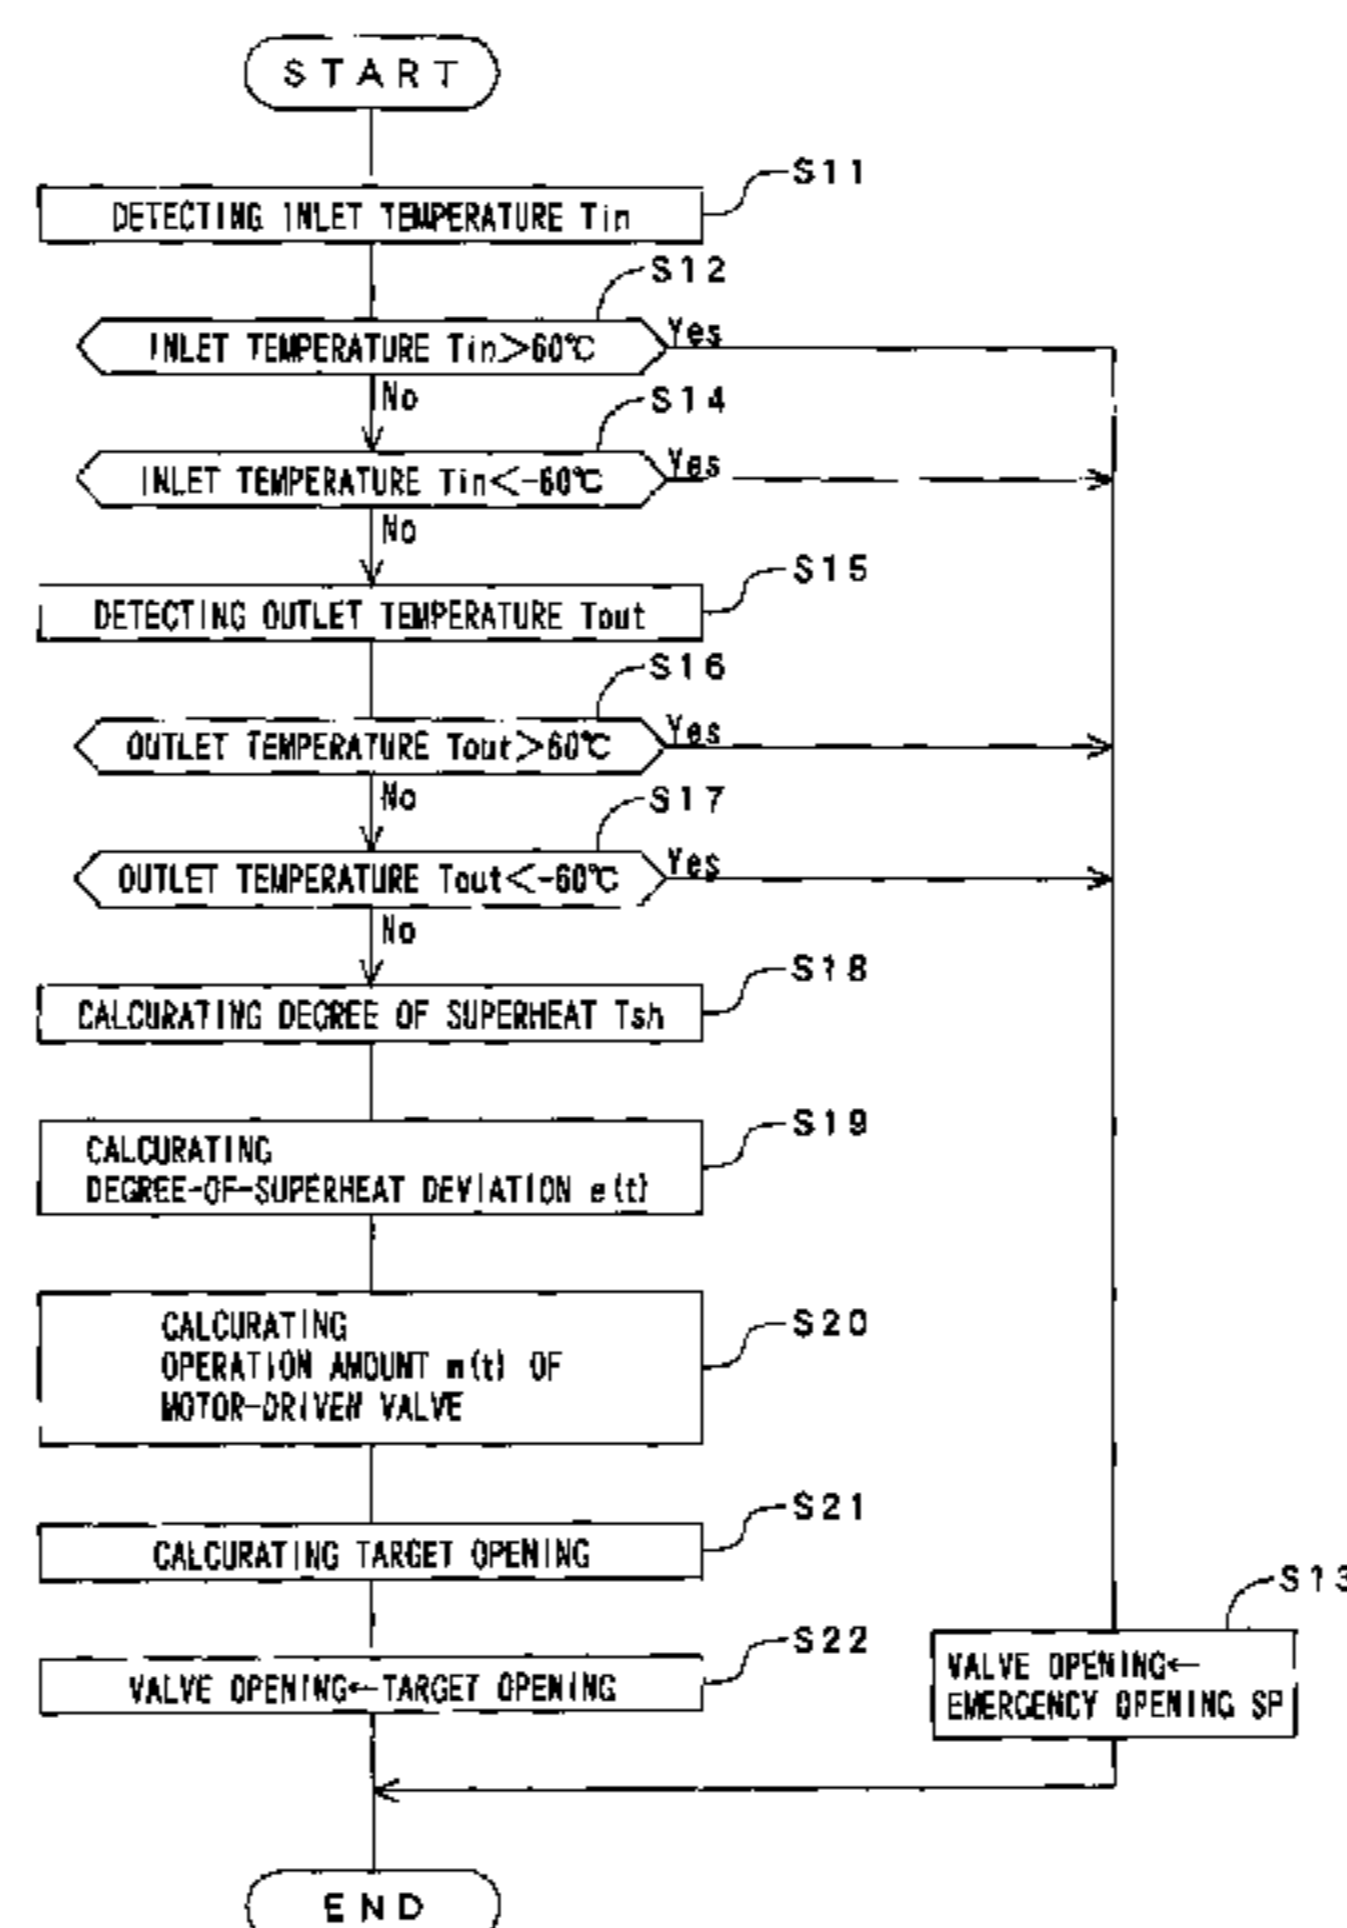 START
S11
DETECTING INLET TEMPERATURE Tin
S12
INLET TEMPERATURE Tin>60℃
Yes
No
S14
INLET TEMPERATURE Tin<-60℃
Yes
No
S15
DETECTING OUTLET TEMPERATURE Tout
S16
OUTLET TEMPERATURE Tout>60℃
Yes
No
S17
OUTLET TEMPERATURE Tout<-60℃
Yes
No
S18
CALCURATING DEGREE OF SUPERHEAT Tsh
S19
CALCURATING
DEGREE-OF-SUPERHEAT DEVIATION e(t)
S20
CALCURATING
OPERATION AMOUNT m(t) OF
MOTOR-DRIVEN VALVE
S21
CALCURATING TARGET OPENING
S22
VALVE OPENING←TARGET OPENING
S13
VALVE OPENING←
EMERGENCY OPENING SP
END